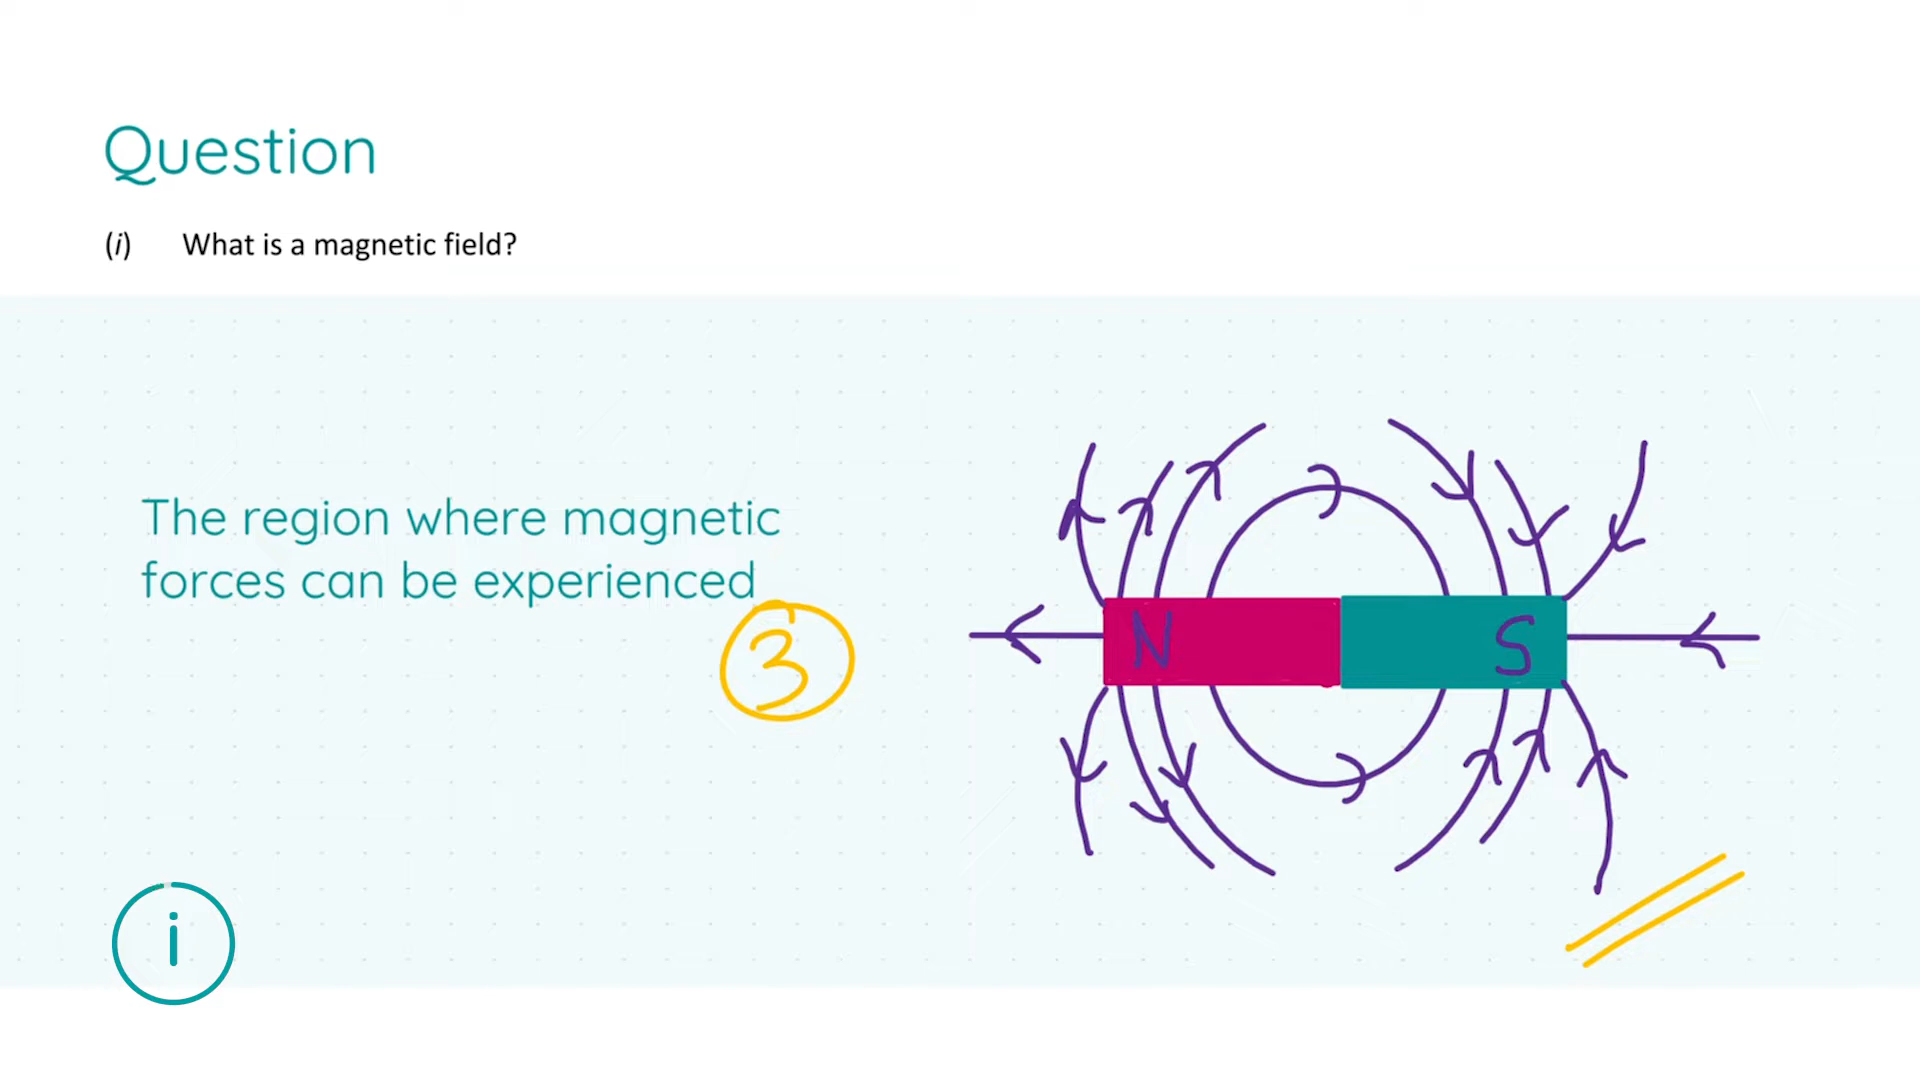 Question
(i) What is a magnetic field?
The region where magnetic
forces can be experienced
3
N S
i